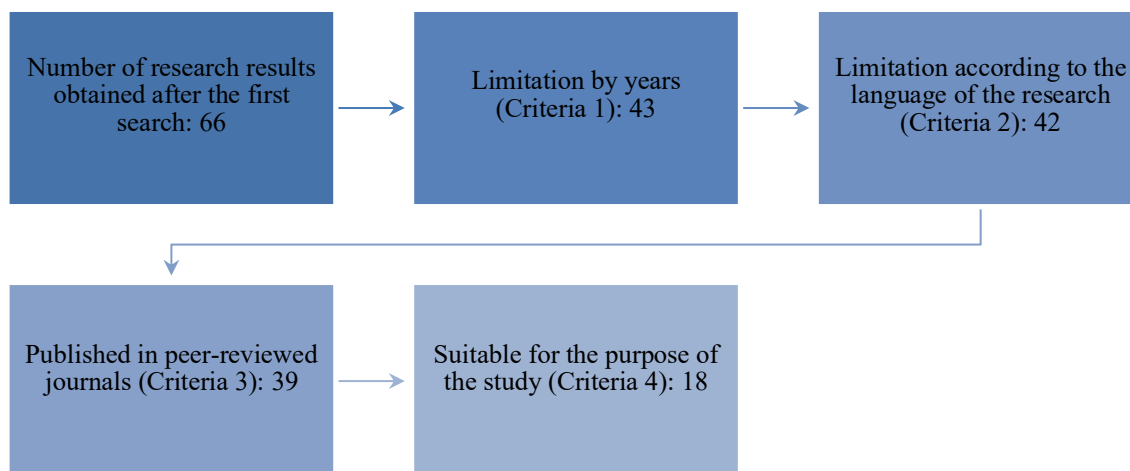 Number of research results
obtained after the first
search: 66
Limitation by years
(Criteria 1): 43
Limitation according to the
language of the research
(Criteria 2): 42
Published in peer-reviewed
journals (Criteria 3): 39
Suitable for the purpose of
the study (Criteria 4): 18